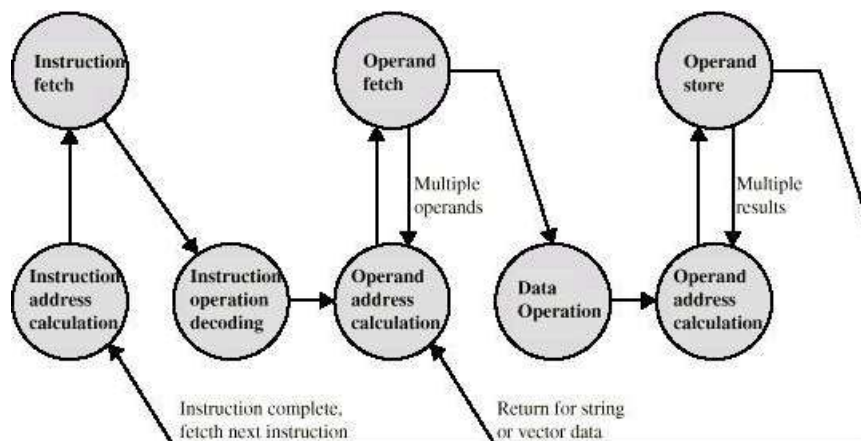 Instruction
fetch
Operand
fetch
Operand
store
Multiple
operands
Multiple
results
Instruction
address
calculation
Instruction
operation
decoding
Operand
address
calculation
Data
Operation
Operand
address
calculation
Instruction complete,
fetcth next instruction
Return for string
or vector data